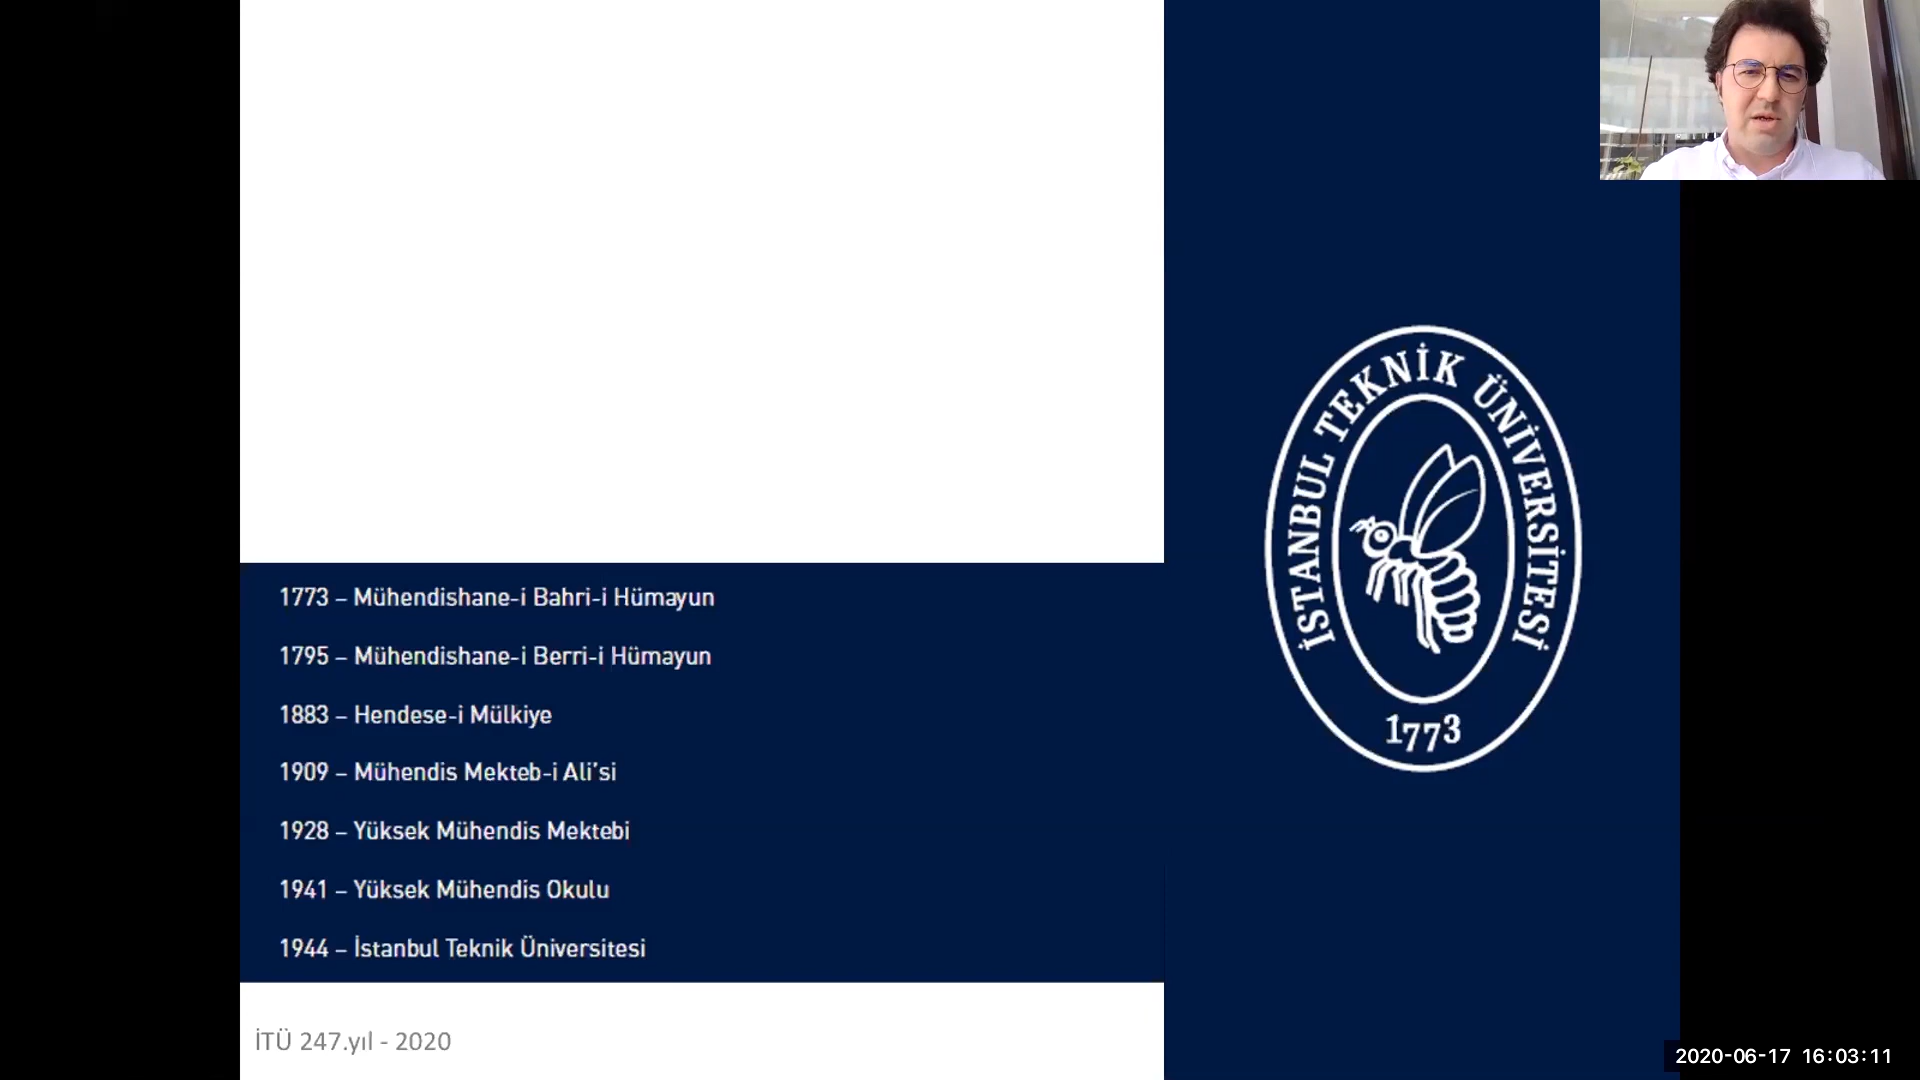 1773 – Mühendishane-i Bahri-i Hümayun
1795 – Mühendishane-i Berri-i Hümayun
1883 – Hendese-i Mülkiye
1909 – Mühendis Mekteb-i Ali’si
1928 – Yüksek Mühendis Mektebi
1941 – Yüksek Mühendis Okulu
1944 – İstanbul Teknik Üniversitesi
İTÜ 247.yıl - 2020
İSTANBUL TEKNİK ÜNİVERSİTESİ
1773
2020-06-17 16:03:11